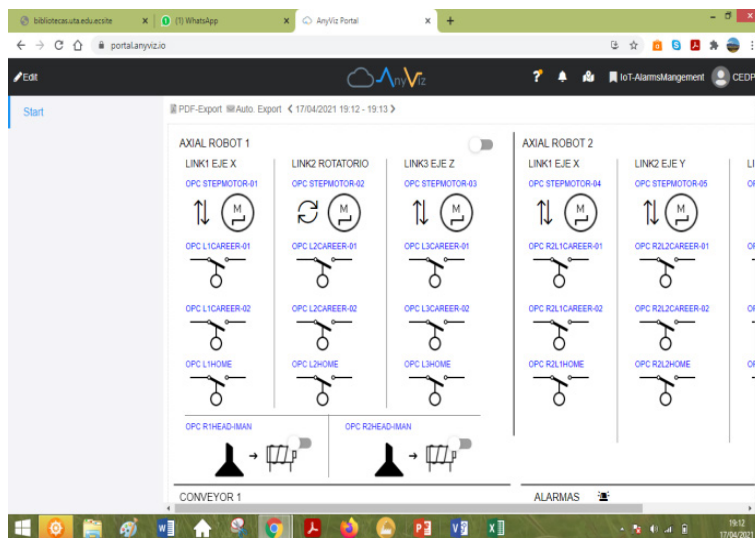 bibliotecas.uta.edu.ecsite
(1) WhatsApp
AnyViz Portal
portal.anyviz.io
Edit
AnyViz
IoT-AlarmsMangement
CEDP
Start
PDF-Export Auto. Export 17/04/2021 19:12 - 19:13
AXIAL ROBOT 1
AXIAL ROBOT 2
LINK1 EJE X
LINK2 ROTATORIO
LINK3 EJE Z
LINK1 EJE X
LINK2 EJE Y
OPC STEPMOTOR-01
OPC STEPMOTOR-02
OPC STEPMOTOR-03
OPC STEPMOTOR-04
OPC STEPMOTOR-05
M
M
M
M
M
OPC L1CAREER-01
OPC L2CAREER-01
OPC L3CAREER-01
OPC R2L1CAREER-01
OPC R2L2CAREER-01
OPC L1CAREER-02
OPC L2CAREER-02
OPC L3CAREER-02
OPC R2L1CAREER-02
OPC R2L2CAREER-02
OPC L1HOME
OPC L2HOME
OPC L3HOME
OPC R2L1HOME
OPC R2L2HOME
OPC R1HEAD-IMAN
OPC R2HEAD-IMAN
CONVEYOR 1
ALARMAS
19:12
17/04/2021